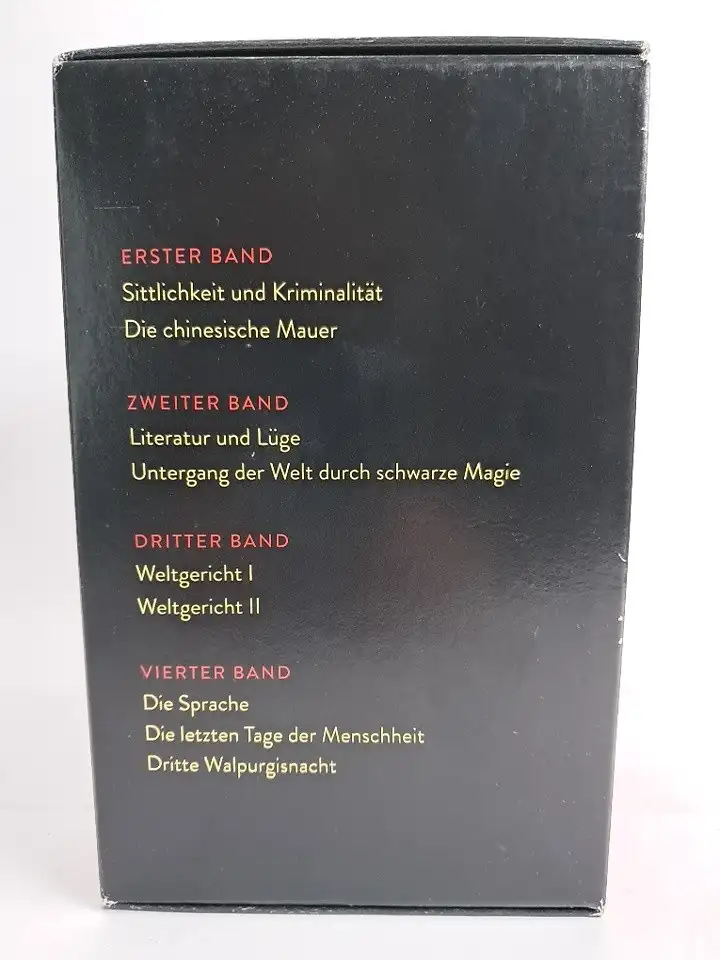 ERSTER BAND
Sittlichkeit und Kriminalität
Die chinesische Mauer
ZWEITER BAND
Literatur und Lüge
Untergang der Welt durch schwarze Magie
DRITTER BAND
Weltgericht I
Weltgericht II
VIERTER BAND
Die Sprache
Die letzten Tage der Menschheit
Dritte Walpurgisnacht